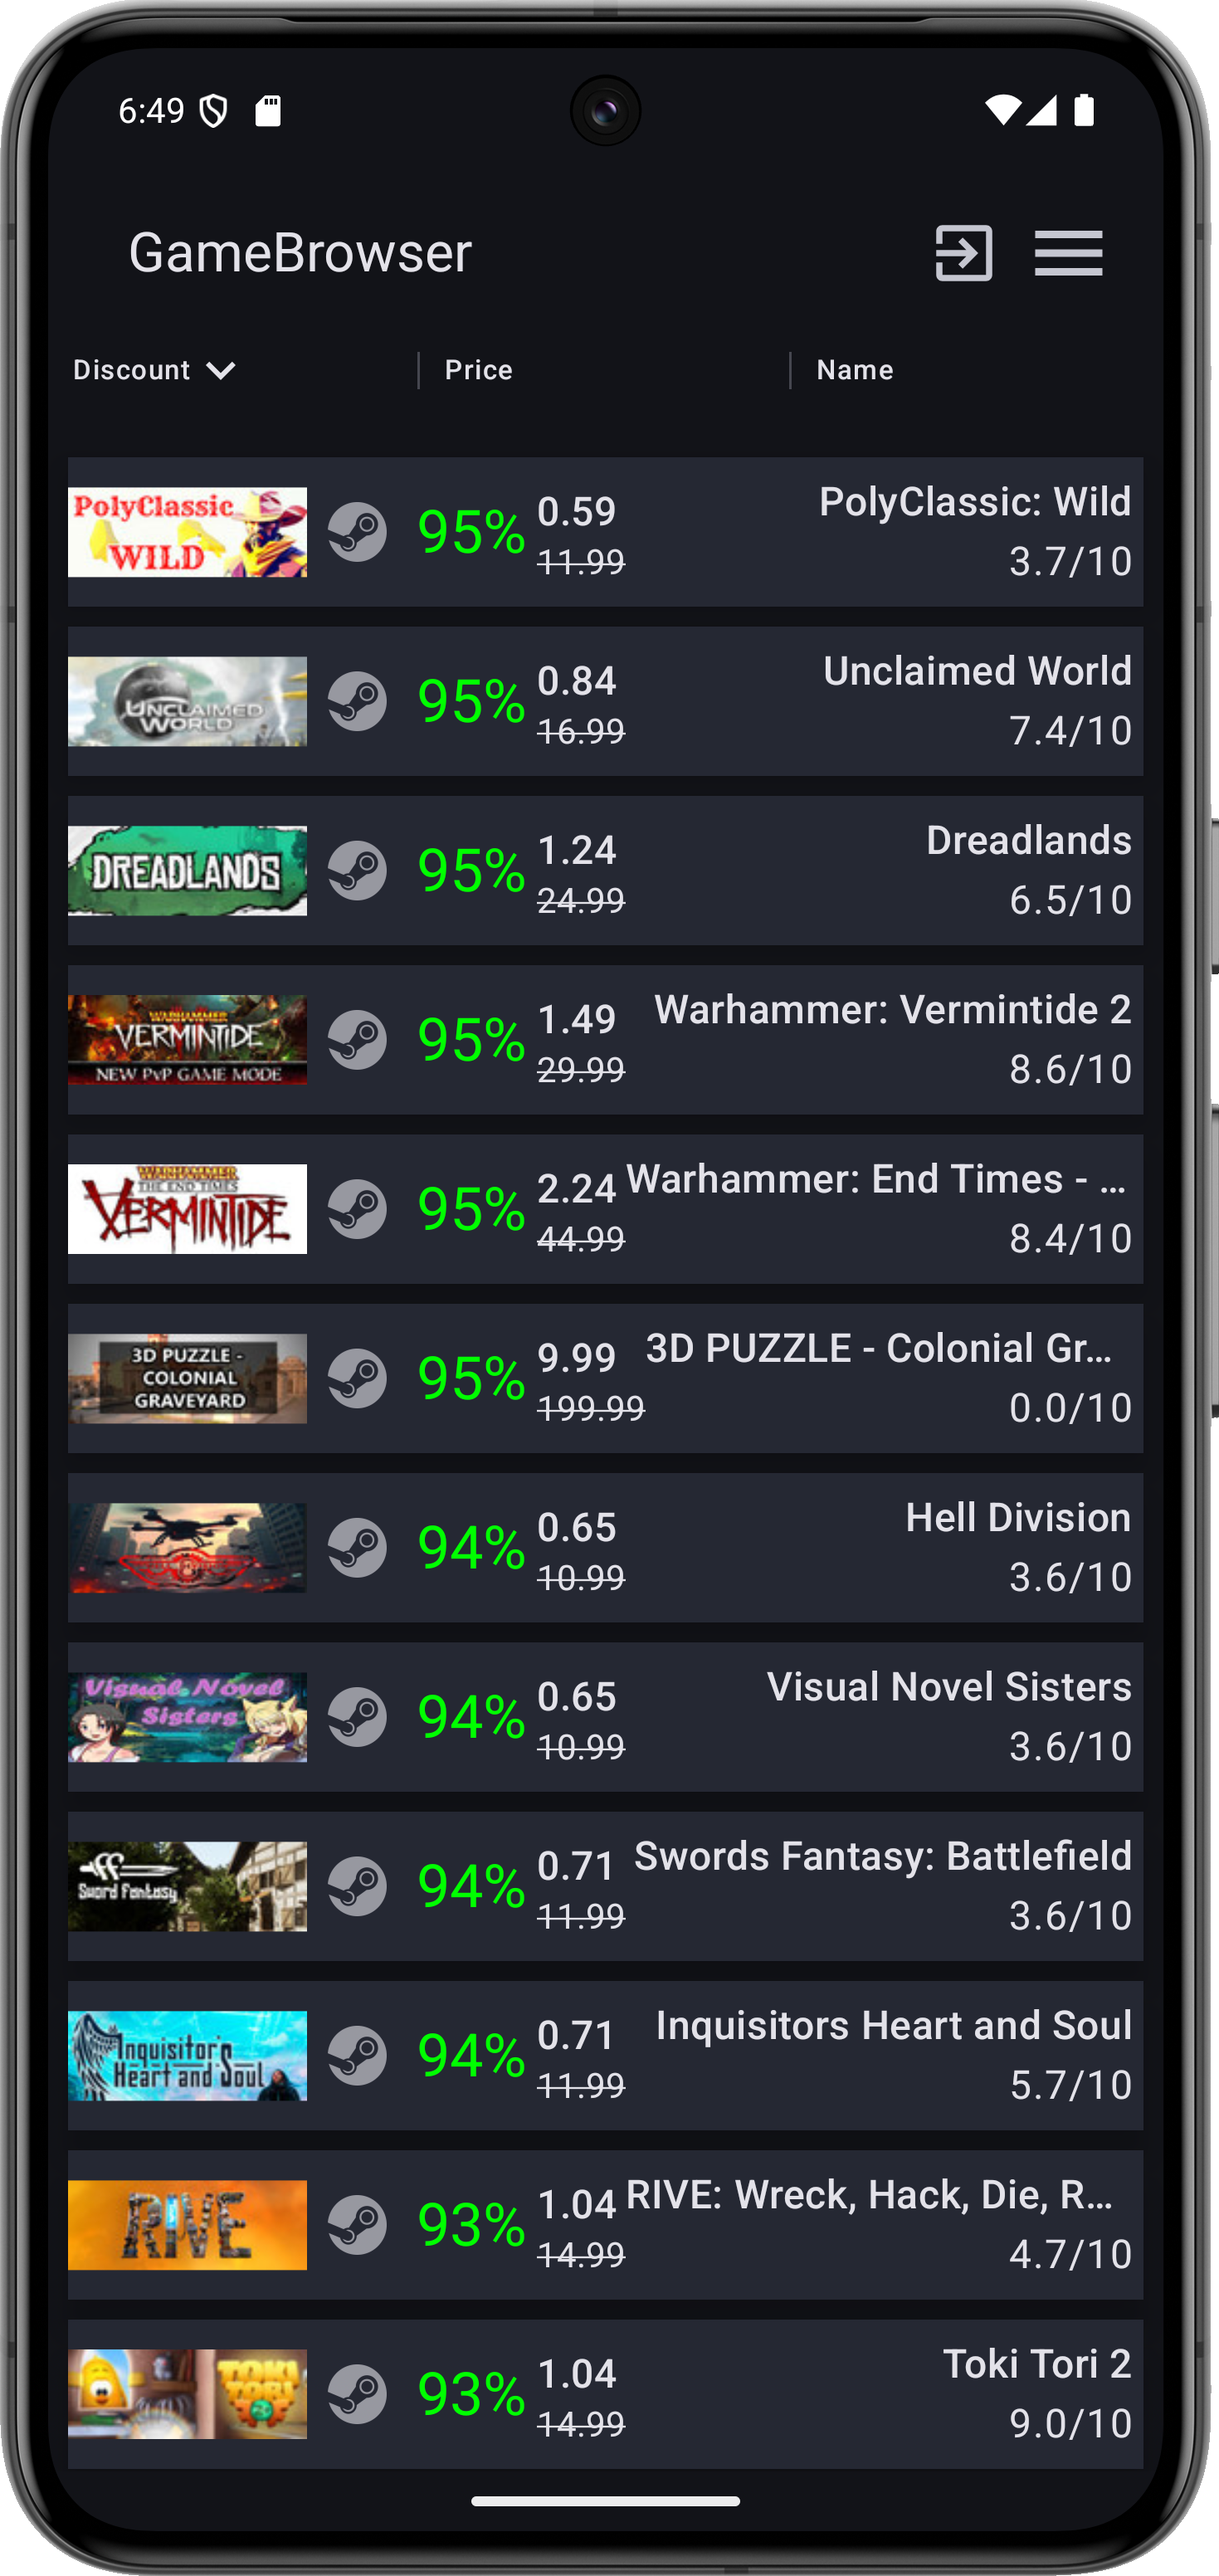 6:49
GameBrowser
Discount
Price
Name
PolyClassic
WILD
95%
0.59
11.99
PolyClassic: Wild
3.7/10
UNCLAIMED
WORLD
95%
0.84
16.99
Unclaimed World
7.4/10
DREADLANDS
95%
1.24
24.99
Dreadlands
6.5/10
WARHAMMER
VERMINTIDE
NEW PVP GAME MODE
95%
1.49
29.99
Warhammer: Vermintide 2
8.6/10
WARHAMMER
THE END TIMES
VERMINTIDE
95%
2.24
44.99
Warhammer: End Times - ...
8.4/10
3D PUZZLE -
COLONIAL
GRAVEYARD
95%
9.99
199.99
3D PUZZLE - Colonial Gr...
0.0/10
94%
0.65
10.99
Hell Division
3.6/10
Visual Novel
Sisters
94%
0.65
10.99
Visual Novel Sisters
3.6/10
Sword Fantasy
94%
0.71
11.99
Swords Fantasy: Battlefield
3.6/10
Inquisitor's
Heart and Soul
94%
0.71
11.99
Inquisitors Heart and Soul
5.7/10
RIVE
93%
1.04
14.99
RIVE: Wreck, Hack, Die, R...
4.7/10
TOKI
TORI
2
93%
1.04
14.99
Toki Tori 2
9.0/10